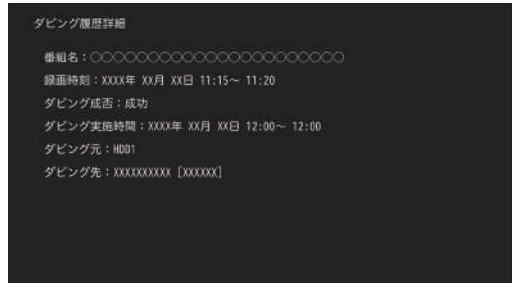 ダビング履歴詳細
番組名：○○○○○○○○○○○○○○○○○○○○○○
録画時刻：XXXX年 XX月 XX日 11:15～ 11:20
ダビング成否：成功
ダビング実施時間：XXXX年 XX月 XX日 12:00～ 12:00
ダビング元：HDD1
ダビング先：XXXXXXXXXX [XXXXXX]